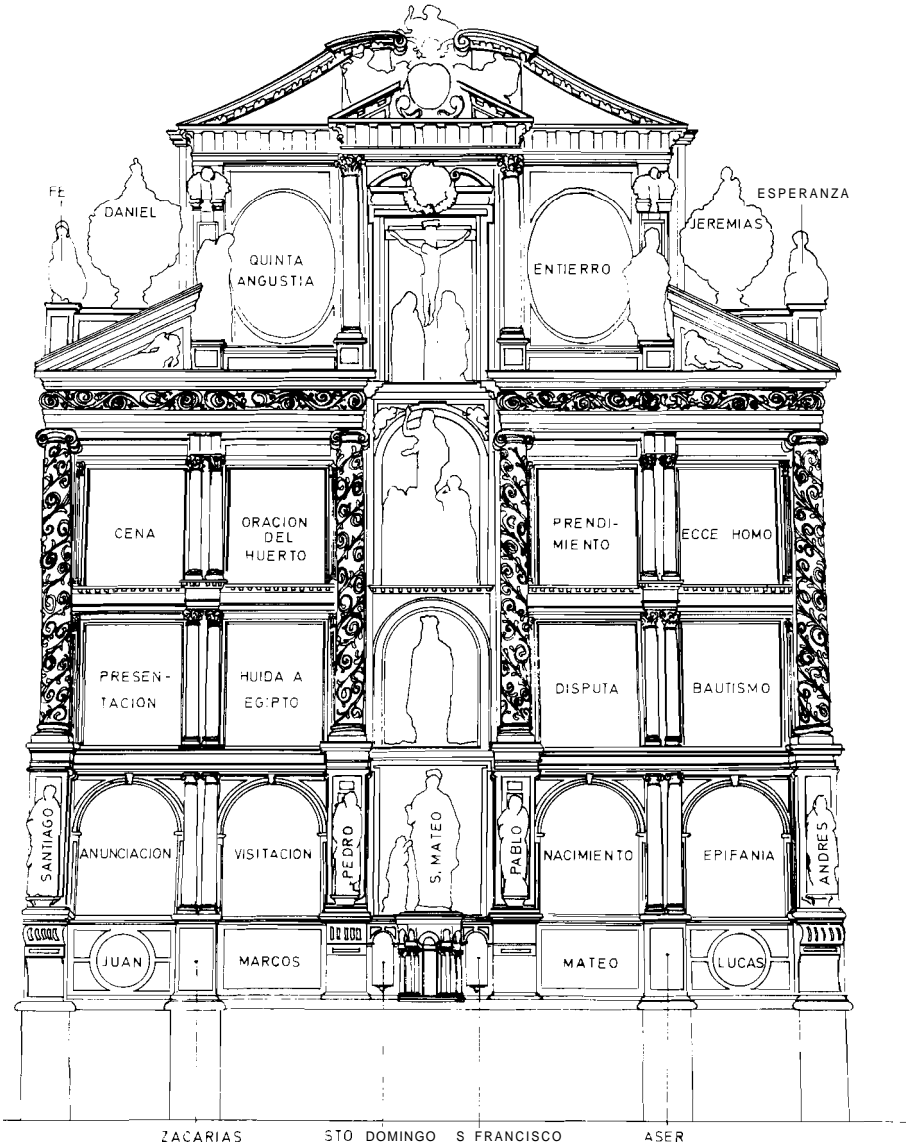 FE
ESPERANZA
DANIEL
JEREMIAS
QUINTA
ANGUSTIA
ENTIERRO
CENA
ORACION
DEL
HUERTO
PRENDI-
MIENTO
ECCE HOMO
PRESEN-
TACION
HUIDA A
EGIPTO
DISPUTA
BAUTISMO
SANTIAGO
ANUNCIACION
VISITACION
PEDRO
S. MATEO
PABLO
NACIMIENTO
EPIFANIA
ANDRES
JUAN
MARCOS
MATEO
LUCAS
ZACARIAS
STO DOMINGO
S FRANCISCO
ASER